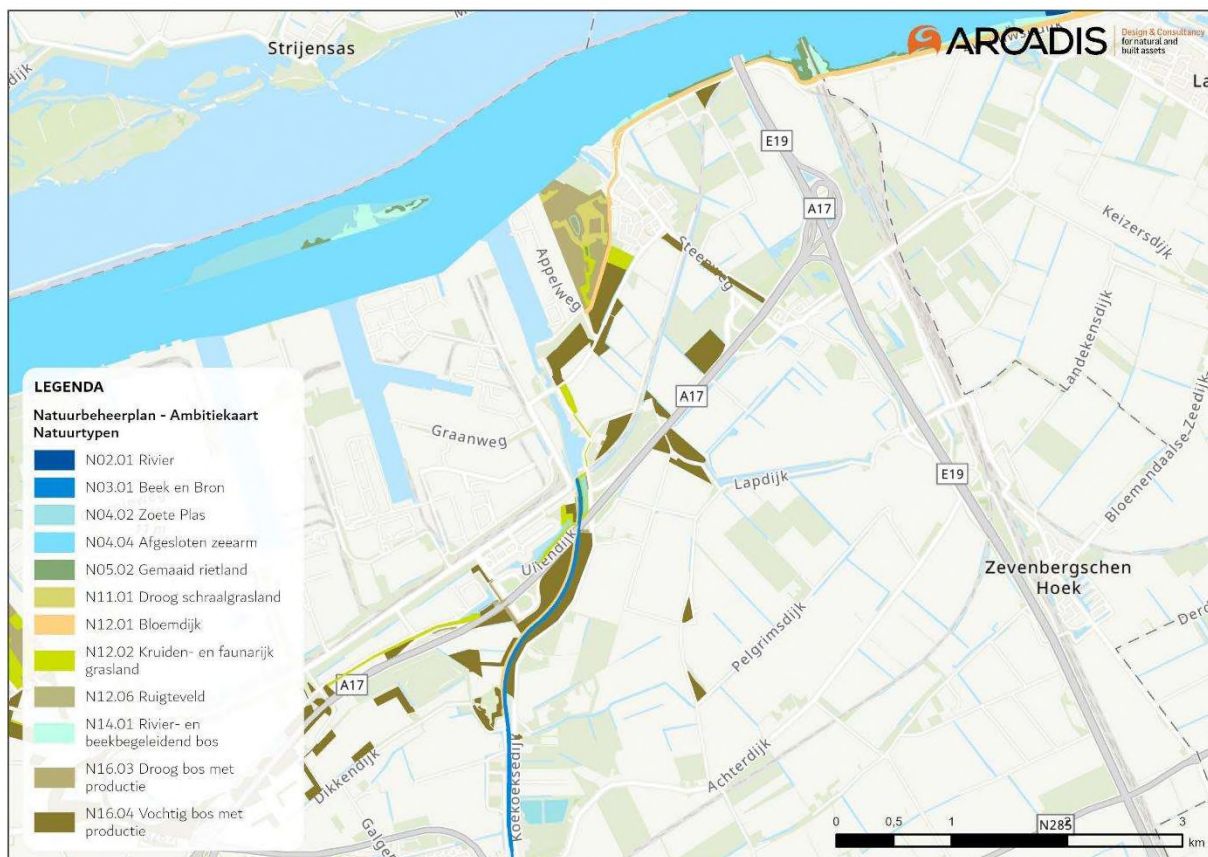 Strijensas
ARCADIS
Design & Consultancy
for natural and
built assets
E19
A17
Keizersdijk
Steenweg
Appelweg
Landekensdijk
Bloemendaalse Zeedijk
A17
Graanweg
E19
Lapdijk
Uilendijk
Zevenbergschen
Hoek
Pelgrimsdijk
A17
Dikkendijk
Koekoeksedijk
Achterdijk
N285
LEGENDA
Natuurbeheerplan - Ambitiekaart
Natuurtypen
N02.01 Rivier
N03.01 Beek en Bron
N04.02 Zoete Plas
N04.04 Afgesloten zeearm
N05.02 Gemaaid rietland
N11.01 Droog schraalgrasland
N12.01 Bloemdijk
N12.02 Kruiden- en faunarijk
grasland
N12.06 Ruigteveld
N14.01 Rivier- en
beekbegeleidend bos
N16.03 Droog bos met
productie
N16.04 Vochtig bos met
productie
0 0,5 1 2 3
km